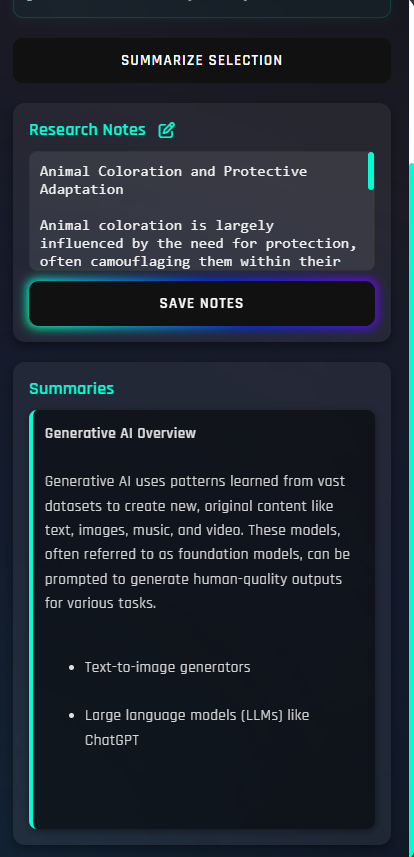 SUMMARIZE SELECTION
Research Notes
Animal Coloration and Protective
Adaptation
Animal coloration is largely
influenced by the need for protection,
often camouflaging them within their
SAVE NOTES
Summaries
Generative AI Overview
Generative AI uses patterns learned from vast
datasets to create new, original content like
text, images, music, and video. These models,
often referred to as foundation models, can be
prompted to generate human-quality outputs
for various tasks.
• Text-to-image generators
• Large language models (LLMs) like
ChatGPT